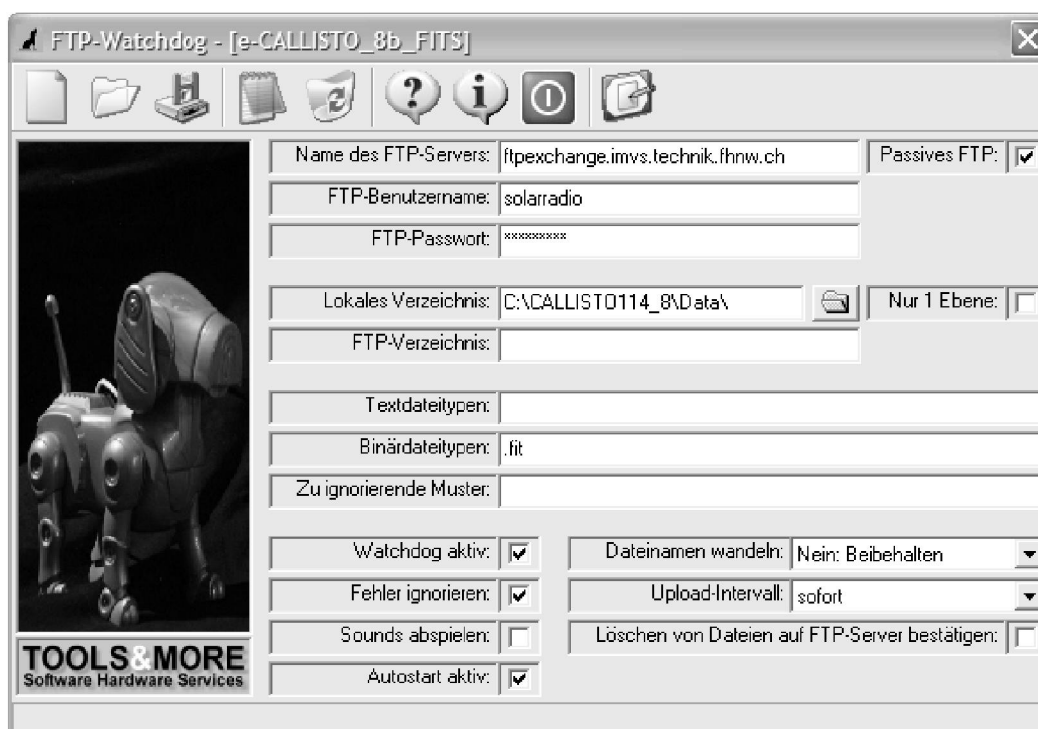 FTP-Watchdog - [e-CALLISTO_8b_FITS]
Name des FTP-Servers: ftpexchange.imvs.technik.fhnw.ch Passives FTP:
FTP-Benutzername: solarradio
FTP-Passwort: *********
Lokales Verzeichnis: C:\CALLISTO114_8\Data\ Nur 1 Ebene:
FTP-Verzeichnis:
Textdateitypen:
Binärdateitypen: .fit
Zu ignorierende Muster:
Watchdog aktiv: Dateinamen wandeln: Nein: Beibehalten
Fehler ignorieren: Upload-Intervall: sofort
Sounds abspielen: Löschen von Dateien auf FTP-Server bestätigen:
Autostart aktiv:
TOOLS&MORE
Software Hardware Services